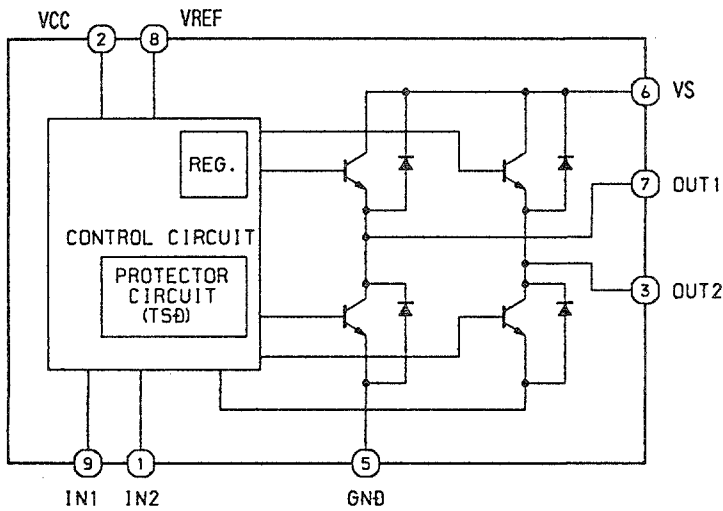 VCC
VREF
2
8
6
VS
REG.
7
OUT1
CONTROL CIRCUIT
PROTECTOR
CIRCUIT
(TSD)
3
OUT2
9
1
5
IN1
IN2
GND